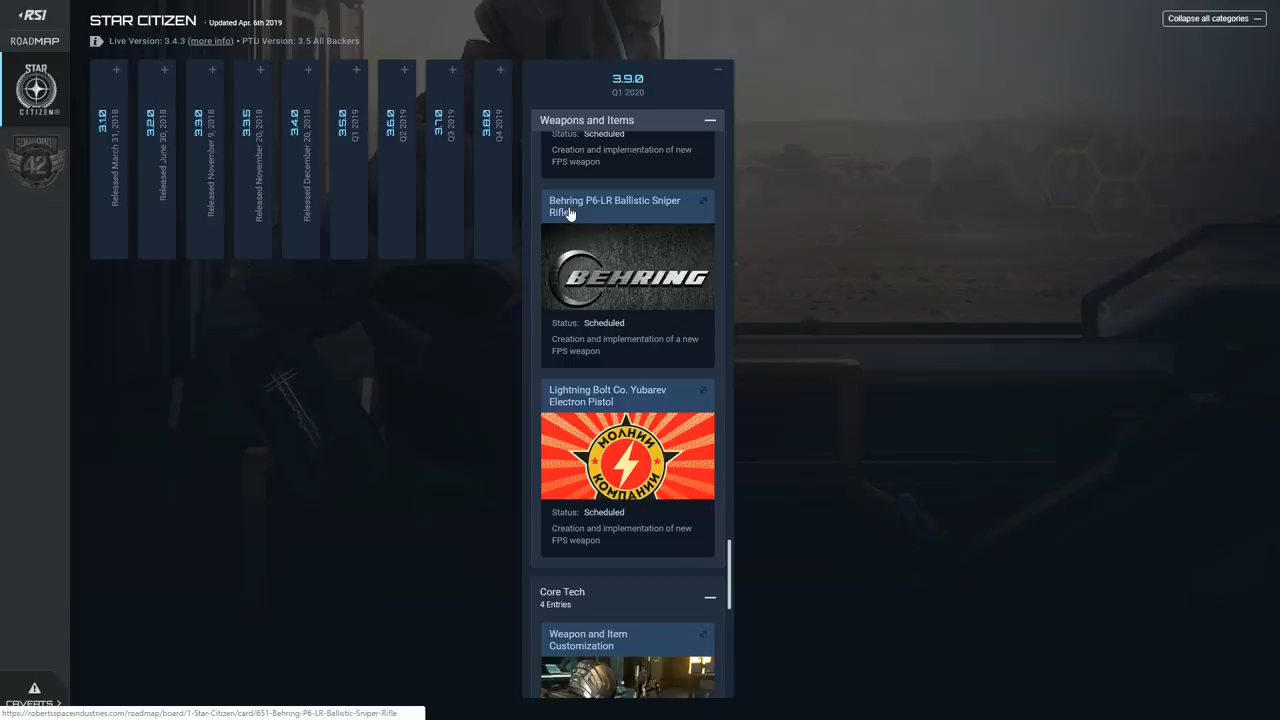 RSI
ROADMAP
STAR CITIZEN®
SQUADRON 42
STAR CITIZEN • Updated Apr. 6th 2019
Live Version: 3.4.3 (more info) • PTU Version: 3.5 All Backers
Collapse all categories
3.1.0 Released March 31, 2018
3.2.0 Released June 30, 2018
3.3.0 Released November 9, 2018
3.3.5 Released November 20, 2018
3.4.0 Released December 20, 2018
3.5.0 Q1 2019
3.6.0 Q2 2019
3.7.0 Q3 2019
3.8.0 Q4 2019
3.9.0
Q1 2020
Weapons and Items
Status: Scheduled
Creation and implementation of new
FPS weapon
Behring P6-LR Ballistic Sniper
Rifle
BEHRING
Status: Scheduled
Creation and implementation of a new
FPS weapon
Lightning Bolt Co. Yubarev
Electron Pistol
МОЛНИИ
КОМПАНИИ
Status: Scheduled
Creation and implementation of new
FPS weapon
Core Tech
4 Entries
Weapon and Item
Customization
CAVEATS
https://robertsspaceindustries.com/roadmap/board/1-Star-Citizen/card/651-Behring-P6-LR-Ballistic-Sniper-Rifle